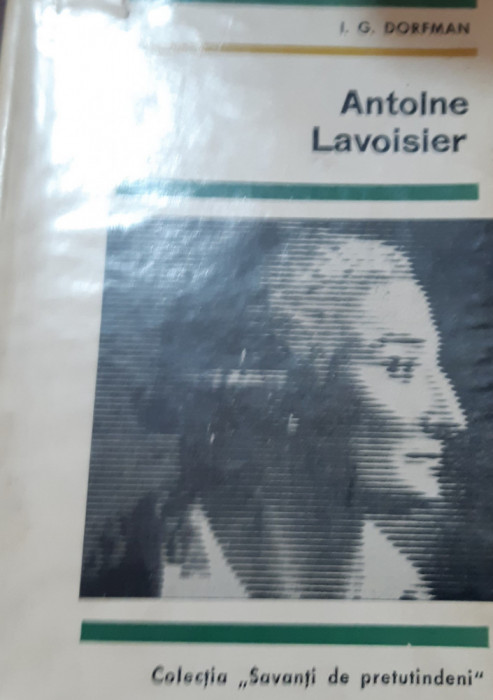 I. G. DORFMAN
Antoine
Lavoisier
Colecția „Savanți de pretutindeni"